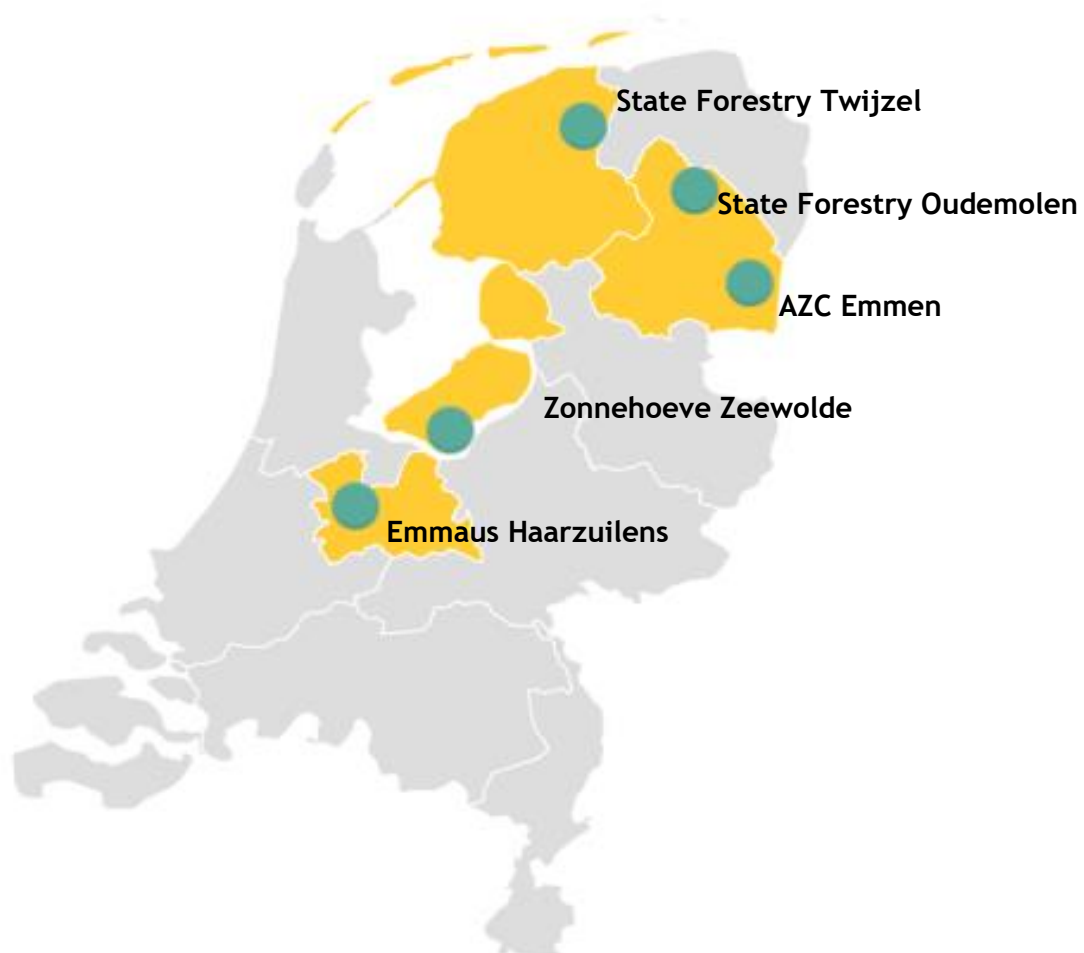 State Forestry Twijzel
State Forestry Oudemolen
AZC Emmen
Zonnehoeve Zeewolde
Emmaus Haarzuilens